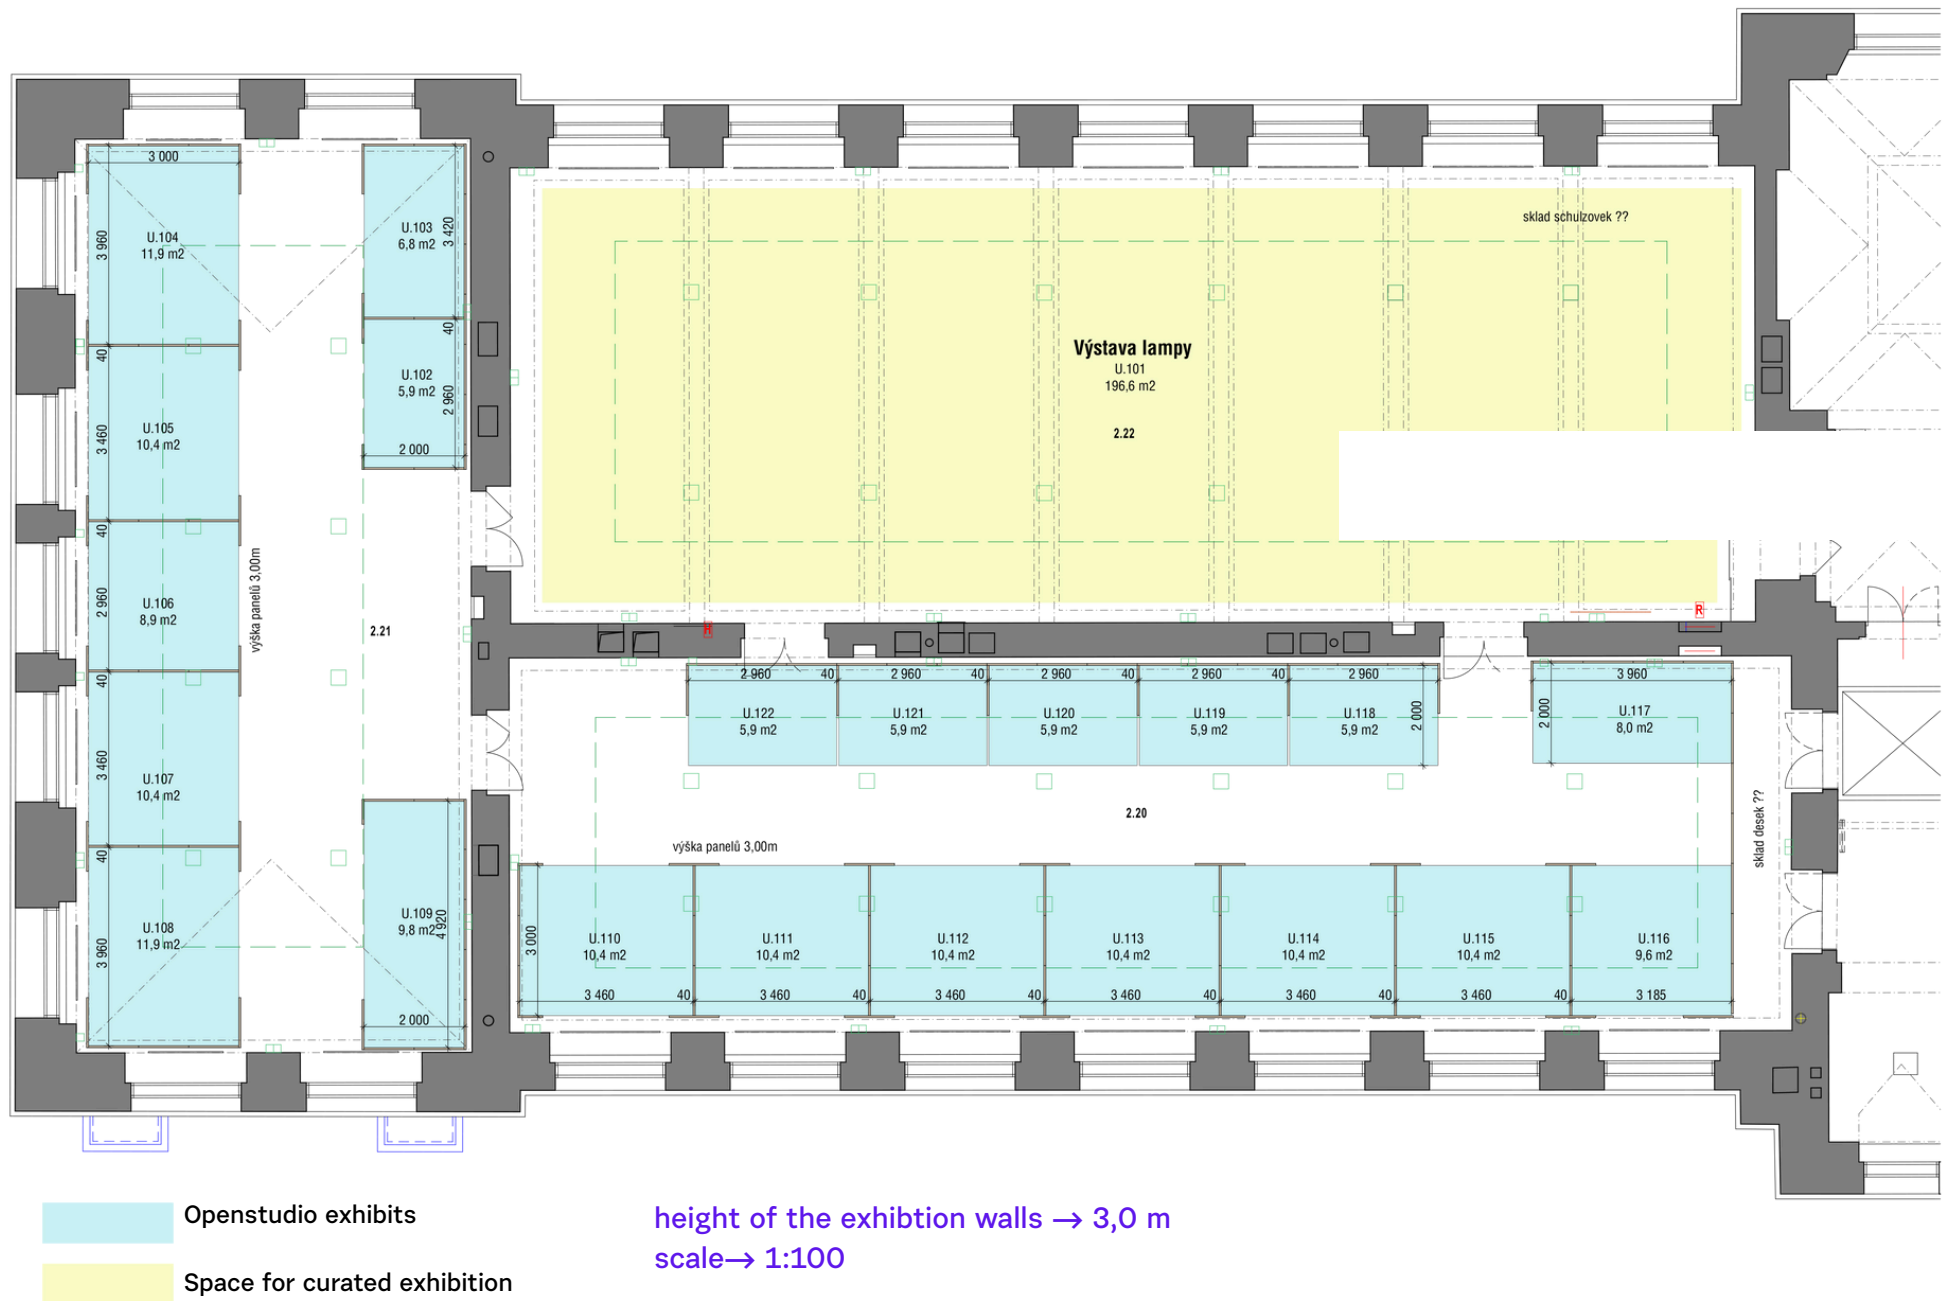 3 000
3 960
U.104
11,9 m2
40
3 460
U.105
10,4 m2
40
2 960
U.106
8,9 m2
40
3 460
U.107
10,4 m2
40
3 960
U.108
11,9 m2
výška panelů 3,00m
2.21
U.103
6,8 m2
3 420
40
U.102
5,9 m2
2 960
2 000
U.109
9,8 m2
4 920
2 000
sklad schulzovek ??
Výstava lampy
U.101
196,6 m2
2.22
R
R
2 960
40
2 960
40
2 960
40
2 960
40
2 960
3 960
U.122
5,9 m2
U.121
5,9 m2
U.120
5,9 m2
U.119
5,9 m2
U.118
5,9 m2
2 000
2 000
U.117
8,0 m2
2.20
výška panelů 3,00m
sklad desek ??
3 000
U.110
10,4 m2
U.111
10,4 m2
U.112
10,4 m2
U.113
10,4 m2
U.114
10,4 m2
U.115
10,4 m2
U.116
9,6 m2
3 460
40
3 460
40
3 460
40
3 460
40
3 460
40
3 460
40
3 185
Openstudio exhibits
Space for curated exhibition
height of the exhibtion walls → 3,0 m
scale→ 1:100